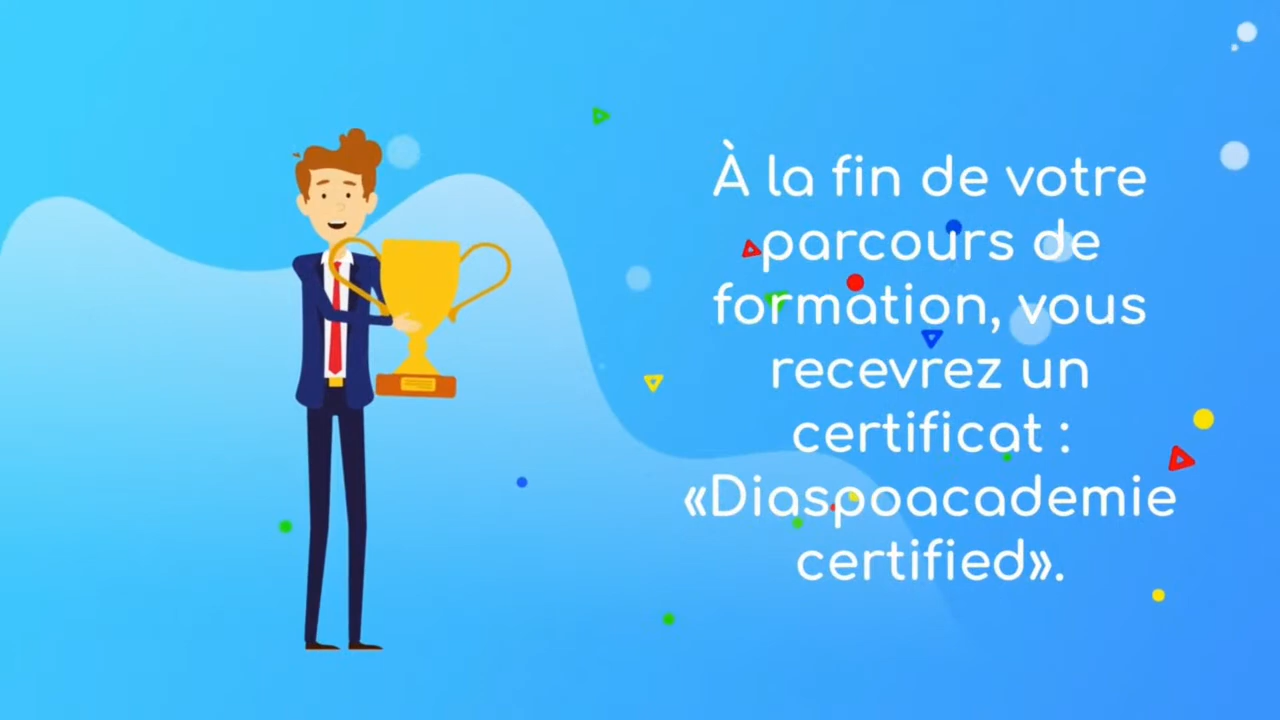 À la fin de votre
parcours de
formation, vous
recevrez un
certificat :
«Diaspoacademie
certified».